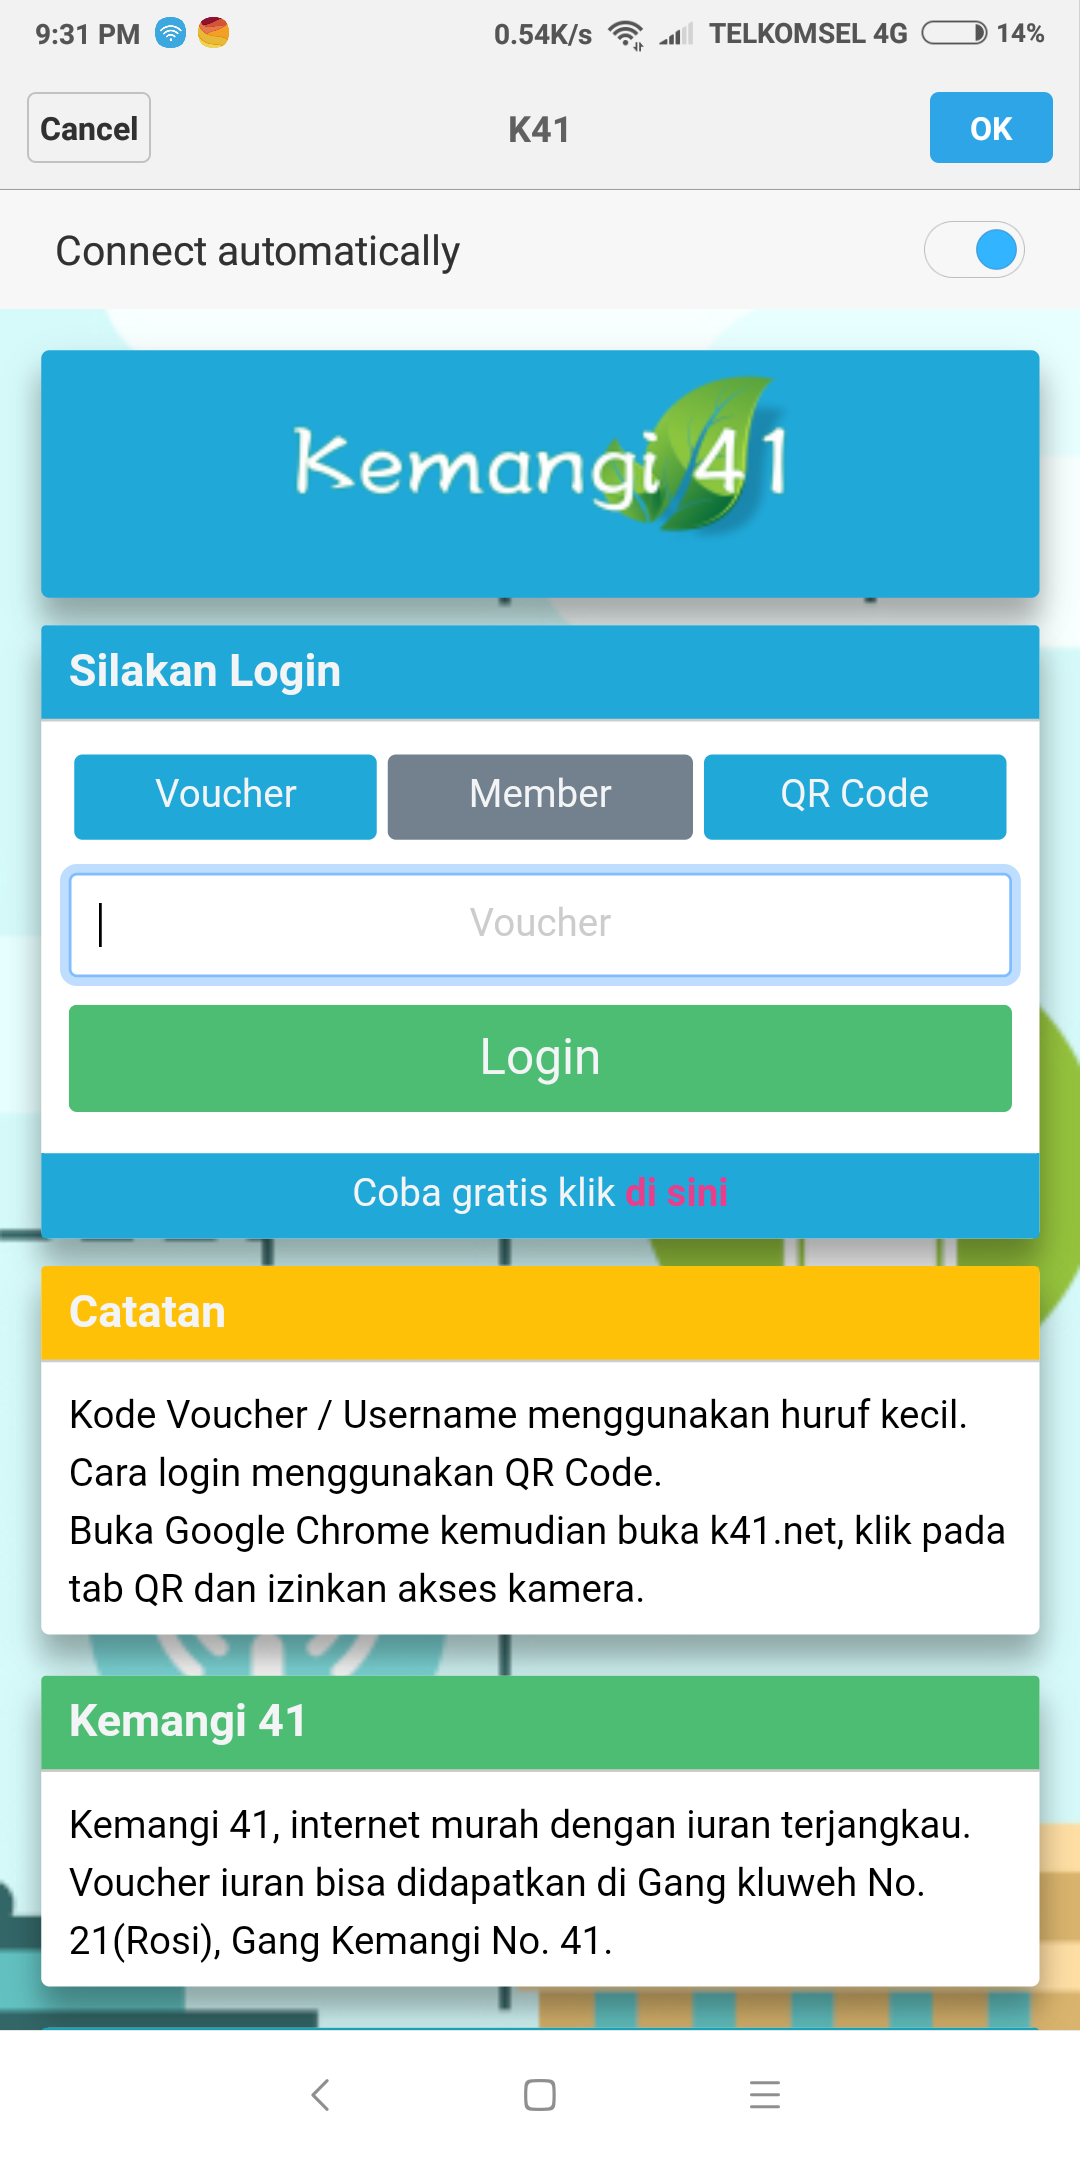 9:31 PM 0.54K/s TELKOMSEL 4G 14%
Cancel K41 OK
Connect automatically
Kemangi 41
Silakan Login
Voucher Member QR Code
Voucher
Login
Coba gratis klik di sini
Catatan
Kode Voucher / Username menggunakan huruf kecil.
Cara login menggunakan QR Code.
Buka Google Chrome kemudian buka k41.net, klik pada
tab QR dan izinkan akses kamera.
Kemangi 41
Kemangi 41, internet murah dengan iuran terjangkau.
Voucher iuran bisa didapatkan di Gang kluweh No.
21(Rosi), Gang Kemangi No. 41.